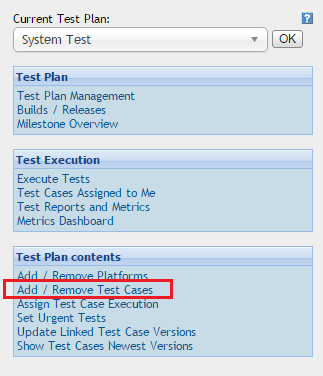 Current Test Plan:
?
System Test
OK
Test Plan
Test Plan Management
Builds / Releases
Milestone Overview
Test Execution
Execute Tests
Test Cases Assigned to Me
Test Reports and Metrics
Metrics Dashboard
Test Plan contents
Add / Remove Platforms
Add / Remove Test Cases
Assign Test Case Execution
Set Urgent Tests
Update Linked Test Case Versions
Show Test Cases Newest Versions